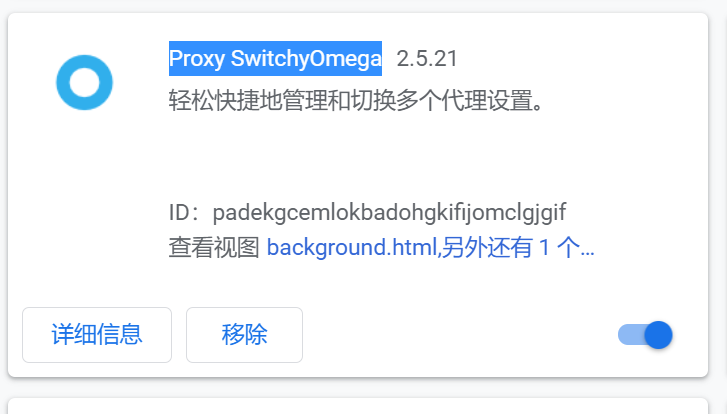 Proxy SwitchyOmega 2.5.21
轻松快捷地管理和切换多个代理设置。
ID：padekgcemlokbadohgkifijomclgjgif
查看视图 background.html,另外还有 1 个...
详细信息 移除